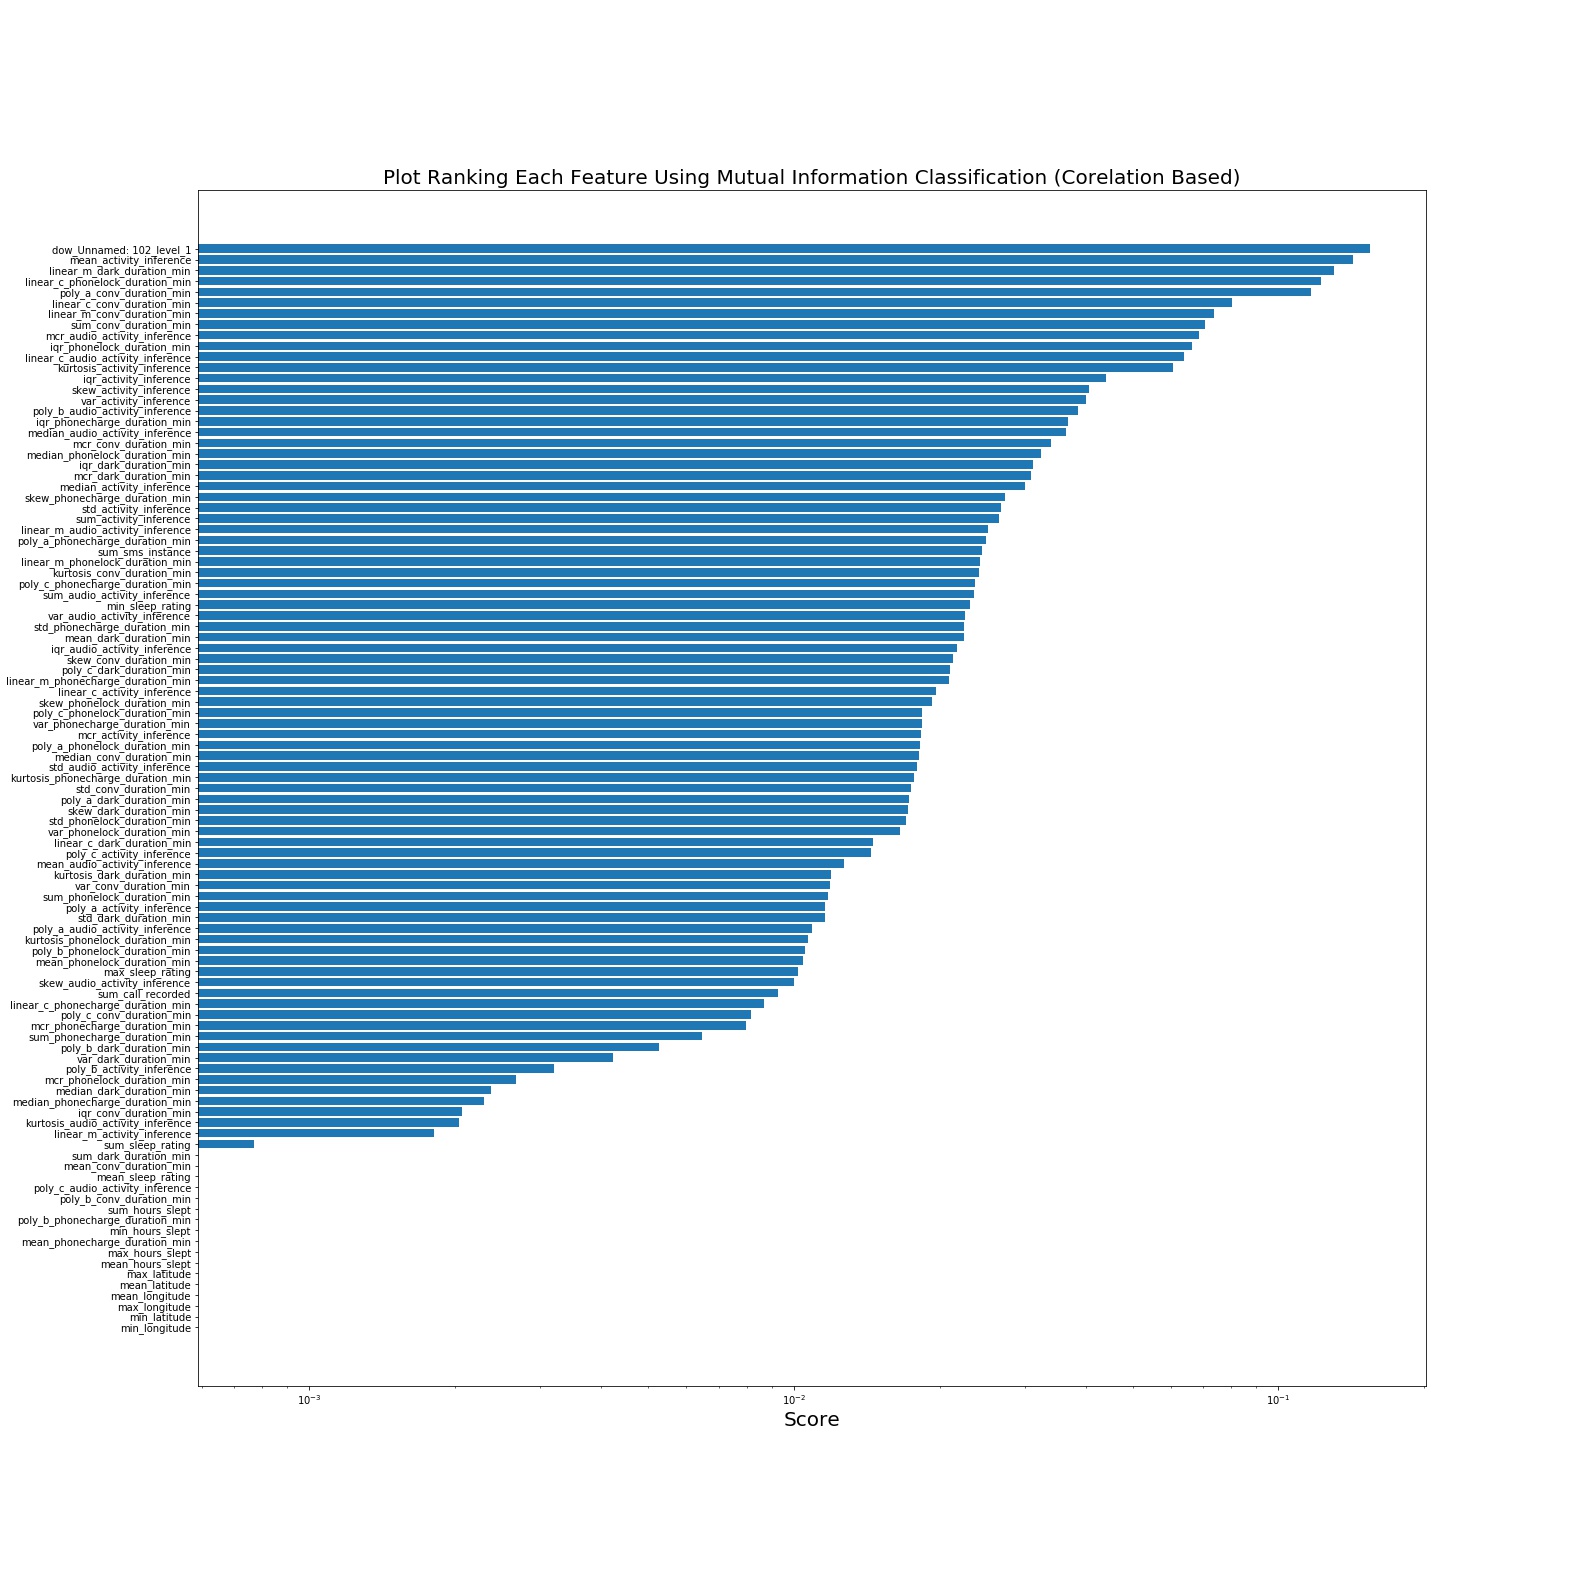 Plot Ranking Each Feature Using Mutual Information Classification (Corelation Based)
dow_Unnamed: 102_level_1
mean_activity_inference
linear_m_dark_duration_min
linear_c_phonelock_duration_min
poly_a_conv_duration_min
linear_c_conv_duration_min
linear_m_conv_duration_min
sum_conv_duration_min
mcr_audio_activity_inference
iqr_phonelock_duration_min
linear_c_audio_activity_inference
kurtosis_activity_inference
iqr_activity_inference
skew_activity_inference
var_activity_inference
poly_b_audio_activity_inference
iqr_phonecharge_duration_min
median_audio_activity_inference
mcr_conv_duration_min
median_phonelock_duration_min
iqr_dark_duration_min
mcr_dark_duration_min
median_activity_inference
skew_phonecharge_duration_min
std_activity_inference
sum_activity_inference
linear_m_audio_activity_inference
poly_a_phonecharge_duration_min
sum_sms_instance
linear_m_phonelock_duration_min
kurtosis_conv_duration_min
poly_c_phonecharge_duration_min
sum_audio_activity_inference
min_sleep_rating
var_audio_activity_inference
std_phonecharge_duration_min
mean_dark_duration_min
iqr_audio_activity_inference
skew_conv_duration_min
poly_c_dark_duration_min
linear_m_phonecharge_duration_min
linear_c_activity_inference
skew_phonelock_duration_min
poly_c_phonelock_duration_min
var_phonecharge_duration_min
mcr_activity_inference
poly_a_phonelock_duration_min
median_conv_duration_min
std_audio_activity_inference
kurtosis_phonecharge_duration_min
std_conv_duration_min
poly_a_dark_duration_min
skew_dark_duration_min
std_phonelock_duration_min
var_phonelock_duration_min
linear_c_dark_duration_min
poly_c_activity_inference
mean_audio_activity_inference
kurtosis_dark_duration_min
var_conv_duration_min
sum_phonelock_duration_min
poly_a_activity_inference
std_dark_duration_min
poly_a_audio_activity_inference
kurtosis_phonelock_duration_min
poly_b_phonelock_duration_min
mean_phonelock_duration_min
max_sleep_rating
skew_audio_activity_inference
sum_call_recorded
linear_c_phonecharge_duration_min
poly_c_conv_duration_min
mcr_phonecharge_duration_min
sum_phonecharge_duration_min
poly_b_dark_duration_min
var_dark_duration_min
poly_b_activity_inference
mcr_phonelock_duration_min
median_dark_duration_min
median_phonecharge_duration_min
iqr_conv_duration_min
kurtosis_audio_activity_inference
linear_m_activity_inference
sum_sleep_rating
sum_dark_duration_min
mean_conv_duration_min
mean_sleep_rating
poly_c_audio_activity_inference
poly_b_conv_duration_min
sum_hours_slept
poly_b_phonecharge_duration_min
min_hours_slept
mean_phonecharge_duration_min
max_hours_slept
mean_hours_slept
max_latitude
mean_latitude
mean_longitude
max_longitude
min_latitude
min_longitude
10⁻³ 10⁻² 10⁻¹
Score